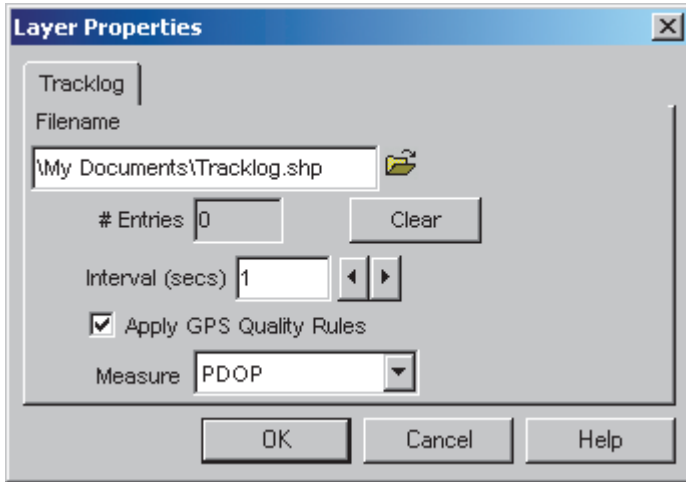 Layer Properties
Tracklog
Filename
\My Documents\Tracklog.shp
# Entries 0 Clear
Interval (secs) 1
Apply GPS Quality Rules
Measure PDOP
OK Cancel Help